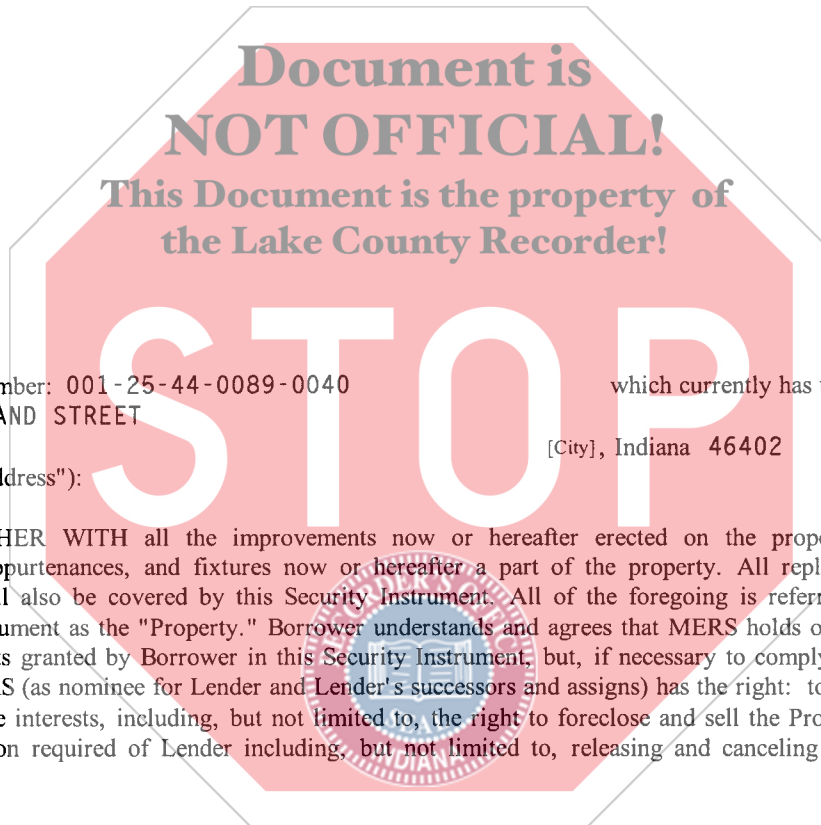 Document is
NOT OFFICIAL!
This Document is the property of
the Lake County Recorder!
STOP
mber: 001-25-44-0089-0040 which currently has
AND STREET
[City], Indiana 46402
ddress"):
HER WITH all the improvements now or hereafter erected on the prope
ppurtenances, and fixtures now or hereafter a part of the property. All repl
l also be covered by this Security Instrument. All of the foregoing is referr
ument as the "Property." Borrower understands and agrees that MERS holds o
ts granted by Borrower in this Security Instrument, but, if necessary to comply
S (as nominee for Lender and Lender's successors and assigns) has the right: to
e interests, including, but not limited to, the right to foreclose and sell the Pro
on required of Lender including, but not limited to, releasing and canceling
INDIANA